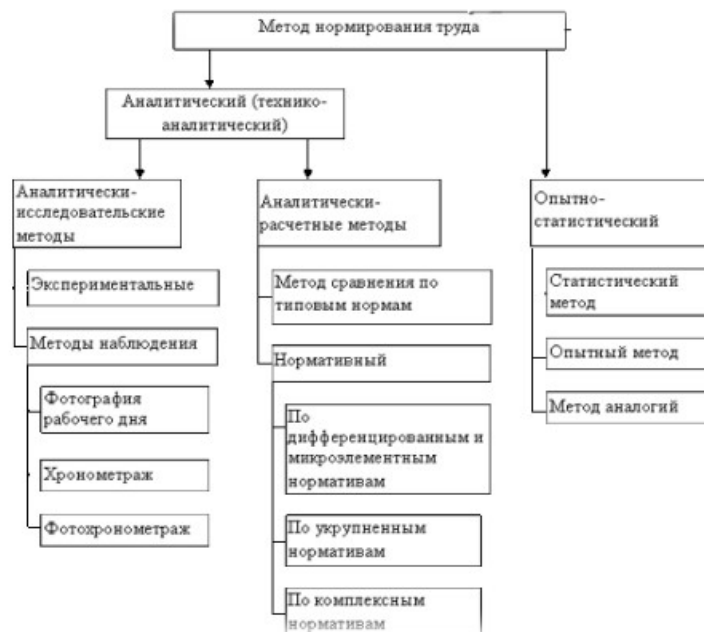 Метод нормирования труда
Аналитический (технико-
аналитический)
Аналитически-
исследовательские
методы
Экспериментальные
Методы наблюдения
Фотография
рабочего дня
Хронометраж
Фотохронометраж
Аналитически-
расчетные методы
Метод сравнения по
типовым нормам
Нормативный
По
дифференцированным и
микроэлементным
нормативам
По укрупненным
нормативам
По комплексным
нормативам
Опытно-
статистический
Статистический
метод
Опытный метод
Метод аналогий